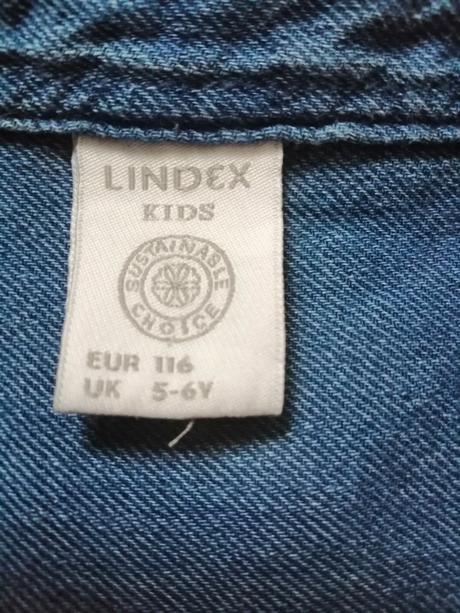 LINDEX
KIDS
SUSTAINABLE
CHOICE
EUR 116
UK 5-6Y